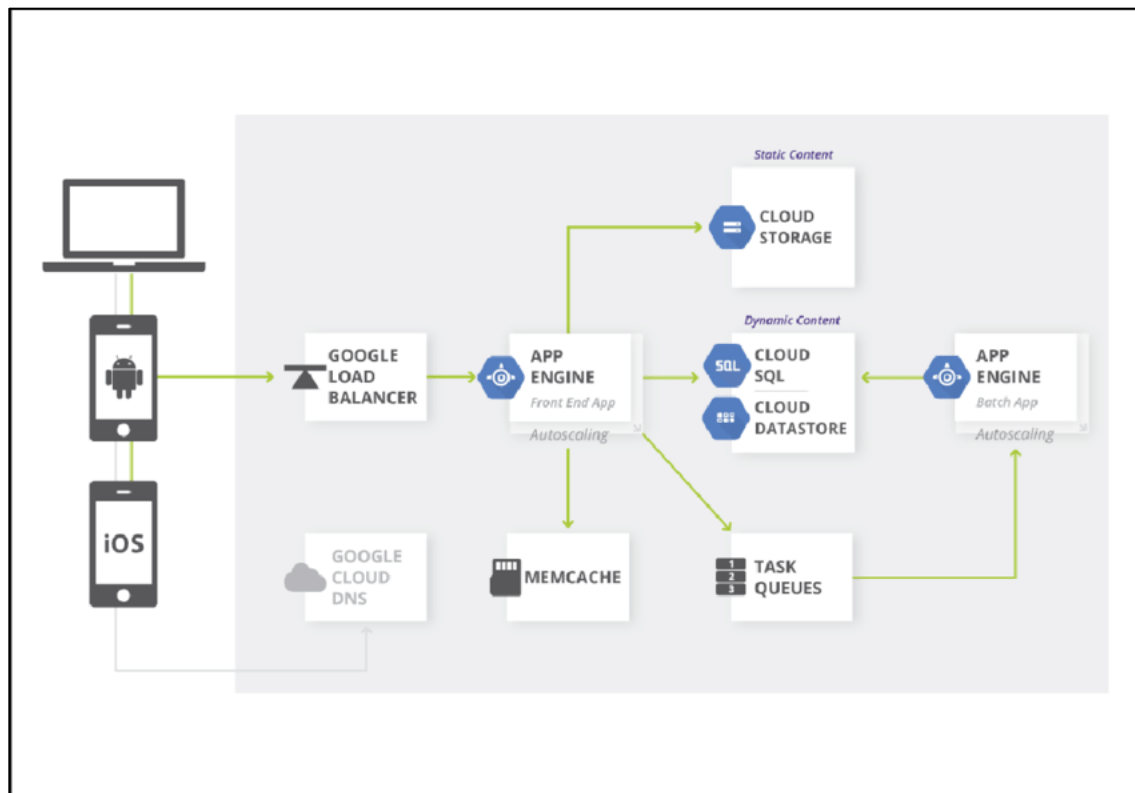 Static Content
CLOUD
STORAGE
Dynamic Content
GOOGLE
LOAD
BALANCER
APP
ENGINE
Front End App
Autoscaling
SQL
CLOUD
SQL
CLOUD
DATASTORE
APP
ENGINE
Batch App
Autoscaling
iOS
GOOGLE
CLOUD
DNS
MEMCACHE
1
2
3
TASK
QUEUES